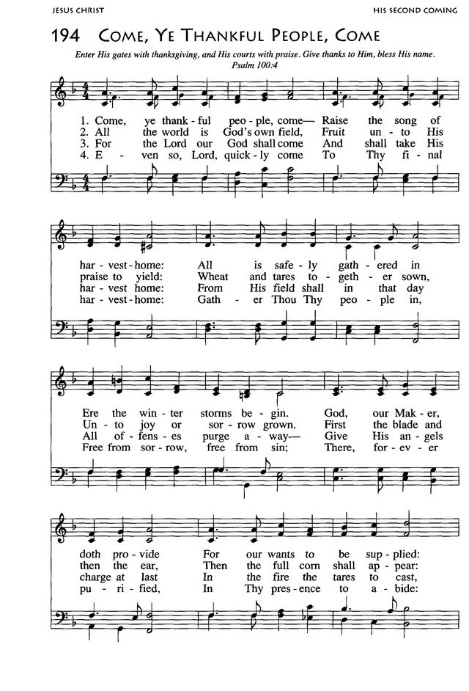 JESUS CHRIST
HIS SECOND COMING
194 COME, YE THANKFUL PEOPLE, COME
Enter His gates with thanksgiving, and His courts with praise. Give thanks to Him, bless His name.
Psalm 100:4
1. Come, ye thank - ful peo - ple, come— Raise the song of
2. All the world is God's own field, Fruit un - to His
3. For the Lord our God shall come And shall take His
4. E - ven so, Lord, quick - ly come To Thy fi - nal
har - vest - home: All is safe - ly gath - ered in
praise to yield: Wheat and tares to - geth - er sown,
har - vest - home: From His field shall in that day
har - vest - home: Gath - er Thou Thy peo - ple in,
Ere the win - ter storms be - gin. God, our Mak - er,
Un - to joy or sor - row grown. First the blade and
All of - fens - es purge a - way— Give His an - gels
Free from sor - row, free from sin; There, for - ev - er
doth pro - vide For our wants to be sup - plied:
then the ear, Then the full corn shall ap - pear:
charge at last In the fire the tares to cast,
pu - ri - fied, In Thy pres - ence to a - bide: